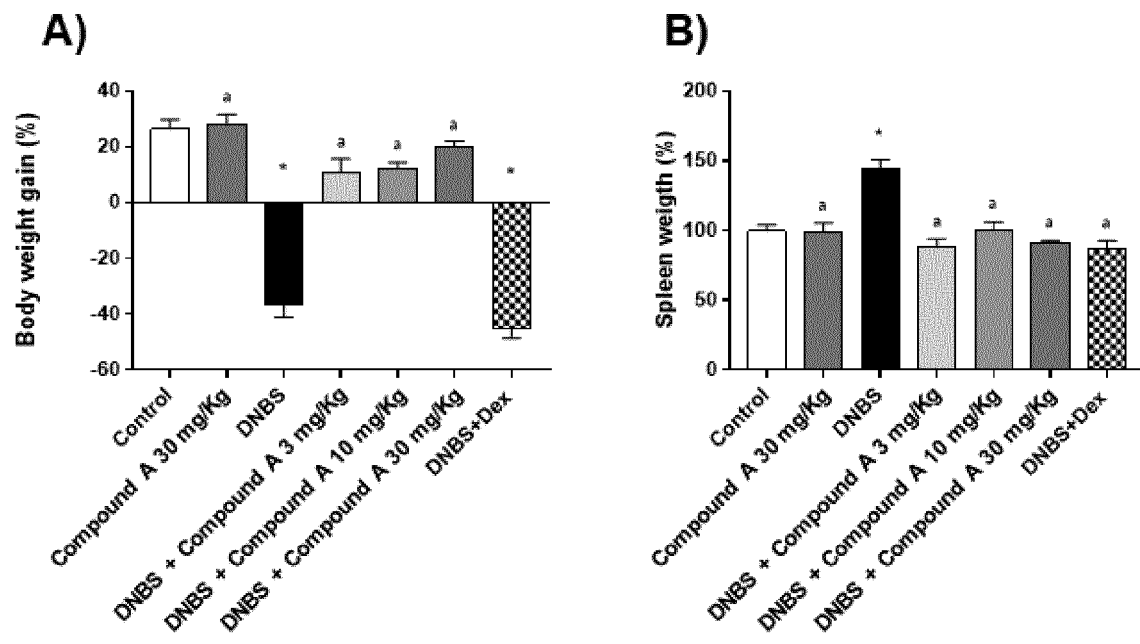 A)
Body weight gain (%)
40
20
0
-20
-40
-60
a
*
a
a
a
*
Control
Compound A 30 mg/Kg
DNBS
DNBS + Compound A 3 mg/Kg
DNBS + Compound A 10 mg/Kg
DNBS + Compound A 30 mg/Kg
DNBS+Dex
B)
Spleen weigth (%)
200
150
100
50
0
a
*
a
a
a
a
Control
Compound A 30 mg/Kg
DNBS
DNBS + Compound A 3 mg/Kg
DNBS + Compound A 10 mg/Kg
DNBS + Compound A 30 mg/Kg
DNBS+Dex